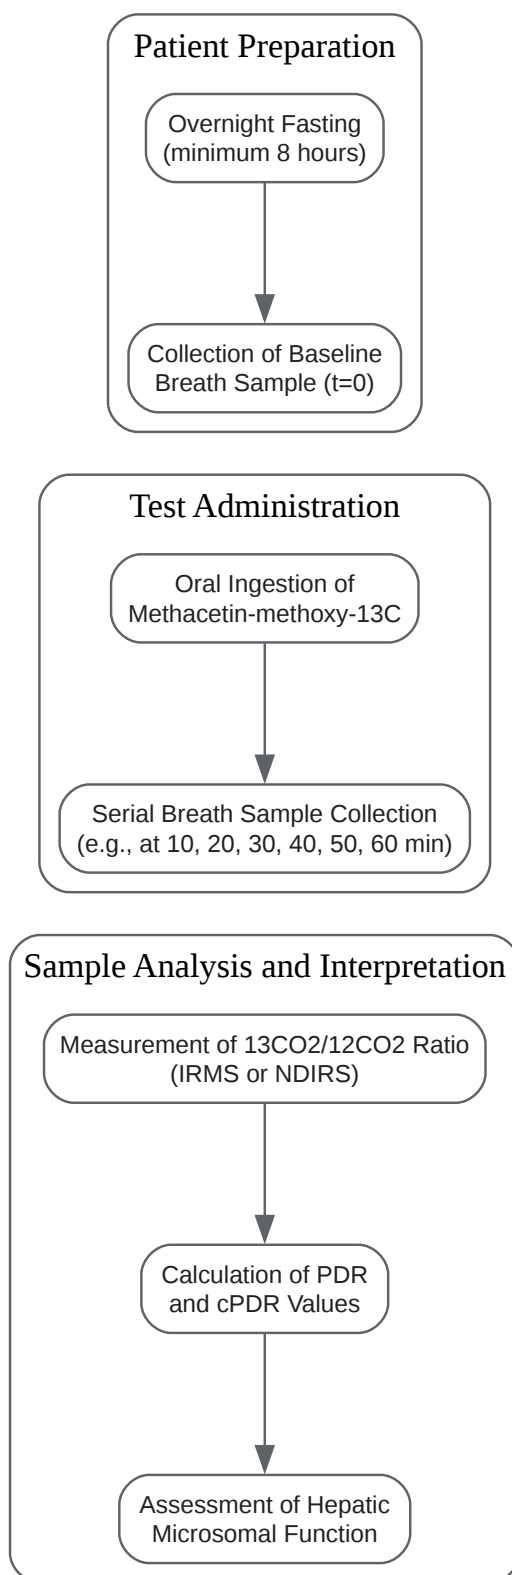 Patient Preparation
Overnight Fasting
(minimum 8 hours)
Collection of Baseline
Breath Sample (t=0)
Test Administration
Oral Ingestion of
Methacetin-methoxy-13C
Serial Breath Sample Collection
(e.g., at 10, 20, 30, 40, 50, 60 min)
Sample Analysis and Interpretation
Measurement of 13CO2/12CO2 Ratio
(IRMS or NDIRS)
Calculation of PDR
and cPDR Values
Assessment of Hepatic
Microsomal Function